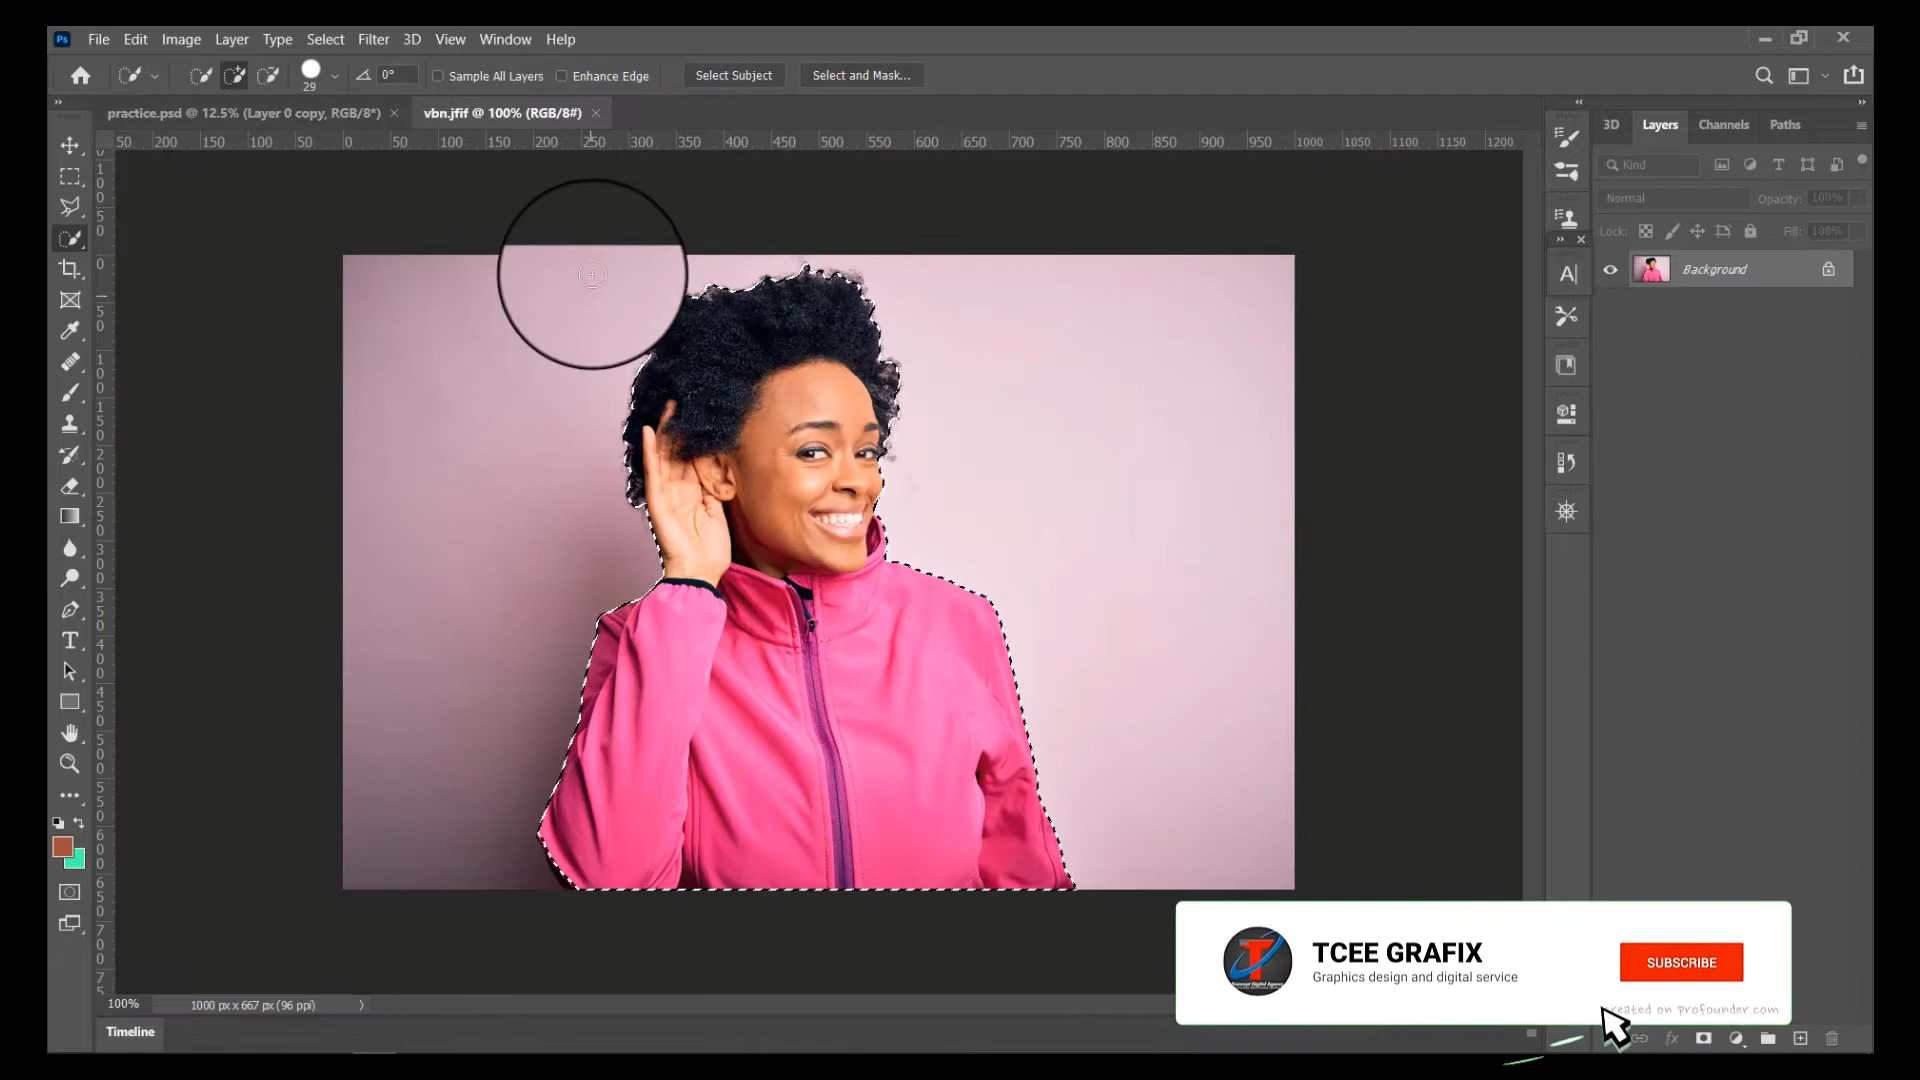 Ps File Edit Image Layer Type Select Filter 3D View Window Help
29 0° Sample All Layers Enhance Edge Select Subject Select and Mask...
practice.psd @ 12.5% (Layer 0 copy, RGB/8*) × vbn.jfif @ 100% (RGB/8#) ×
50 200 150 100 50 0 50 100 150 200 250 300 350 400 450 500 550 600 650 700 750 800 850 900 950 1000 1050 1100 1150 1200
3D Layers Channels Paths
Kind
Normal Opacity: 100%
Lock: Fill: 100%
Background
TCEE GRAFIX
Graphics design and digital service
SUBSCRIBE
created on profounder.com
100% 1000 px x 667 px (96 ppi)
Timeline